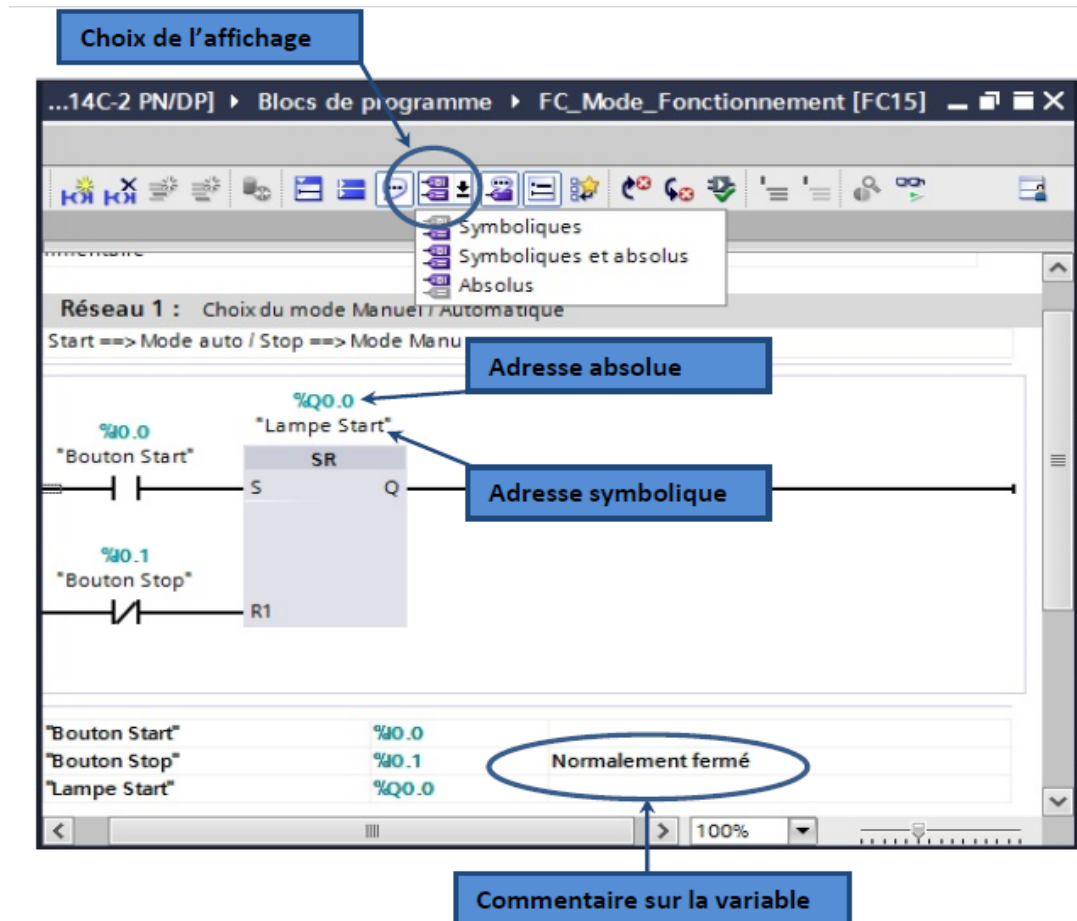 Choix de l'affichage
...14C-2 PN/DP] ▸ Blocs de programme ▸ FC_Mode_Fonctionnement [FC15]
Symboliques
Symboliques et absolus
Absolus
Réseau 1 : Choix du mode Manuel / Automatique
Start ==> Mode auto / Stop ==> Mode Manu
Adresse absolue
%Q0.0
"Lampe Start"
%I0.0
"Bouton Start"
SR
S Q
Adresse symbolique
%I0.1
"Bouton Stop"
R1
"Bouton Start" %I0.0
"Bouton Stop" %I0.1 Normalement fermé
"Lampe Start" %Q0.0
100%
Commentaire sur la variable